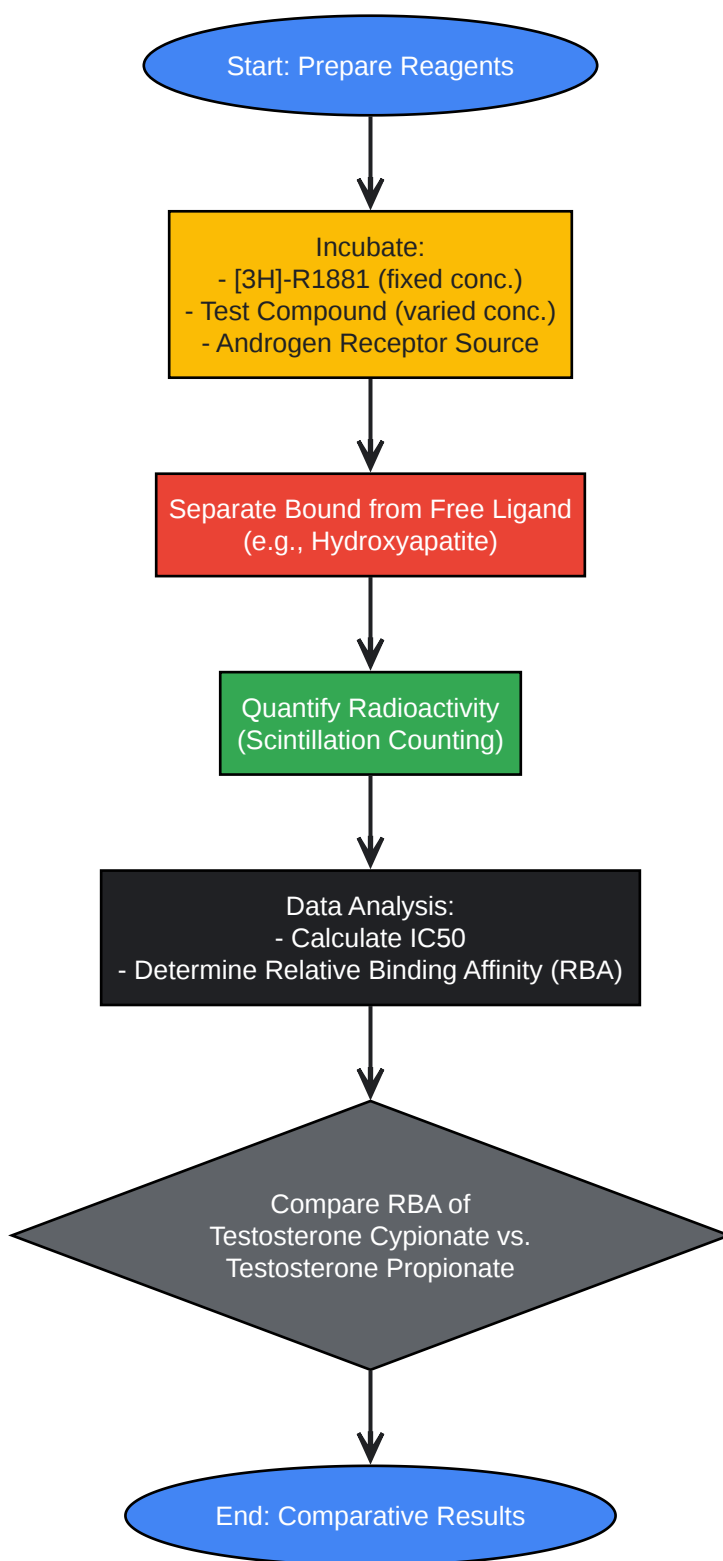 Start: Prepare Reagents
Incubate:
- [3H]-R1881 (fixed conc.)
- Test Compound (varied conc.)
- Androgen Receptor Source
Separate Bound from Free Ligand
(e.g., Hydroxyapatite)
Quantify Radioactivity
(Scintillation Counting)
Data Analysis:
- Calculate IC50
- Determine Relative Binding Affinity (RBA)
Compare RBA of
Testosterone Cypionate vs.
Testosterone Propionate
End: Comparative Results